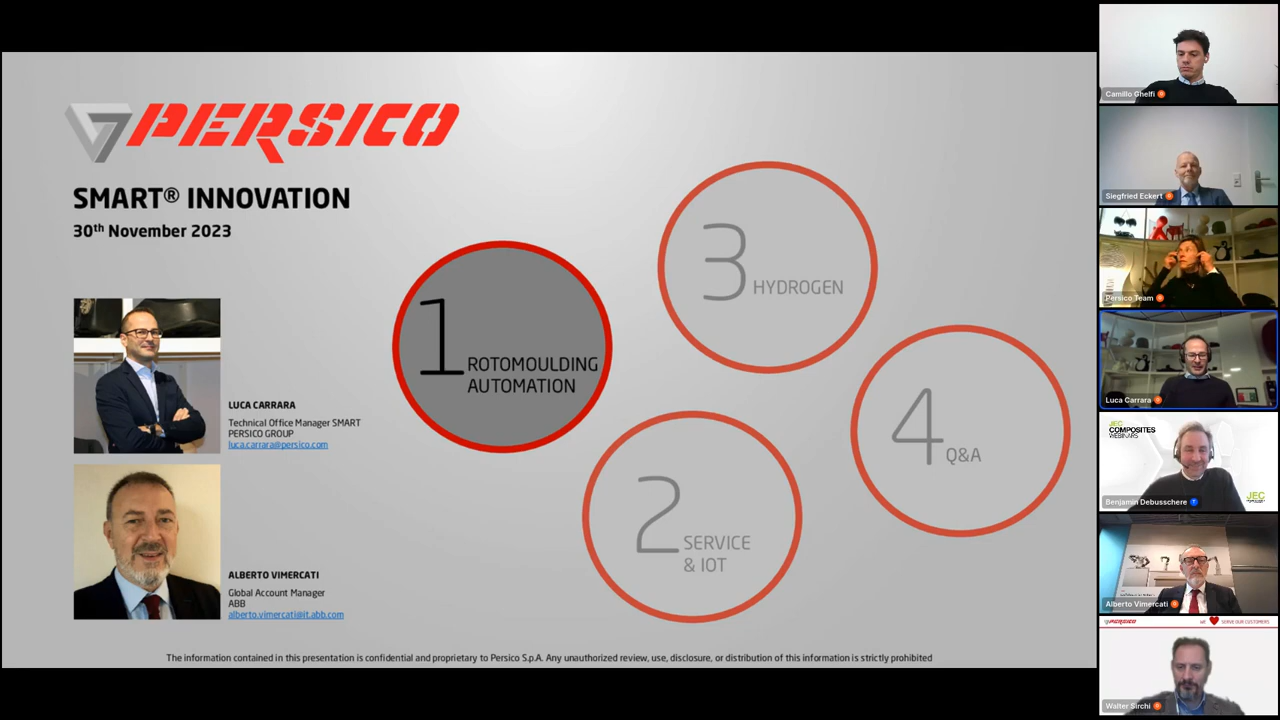 PERSICO
SMART® INNOVATION
30th November 2023
LUCA CARRARA
Technical Office Manager SMART
PERSICO GROUP
luca.carrara@persico.com
ALBERTO VIMERCATI
Global Account Manager
ABB
alberto.vimercati@it.abb.com
1
ROTOMOULDING
AUTOMATION
2
SERVICE
& IOT
3 HYDROGEN
4 Q&A
The information contained in this presentation is confidential and proprietary to Persico S.p.A. Any unauthorized review, use, disclosure, or distribution of this information is strictly prohibited
Camillo Ghelfi
Siegfried Eckert
Persico Team
Luca Carrara
JEC
COMPOSITES
WEBINARS
Benjamin Debusschere
JEC
Alberto Vimercati
PERSICO
WE SERVE OUR CUSTOMERS
Walter Sirchi